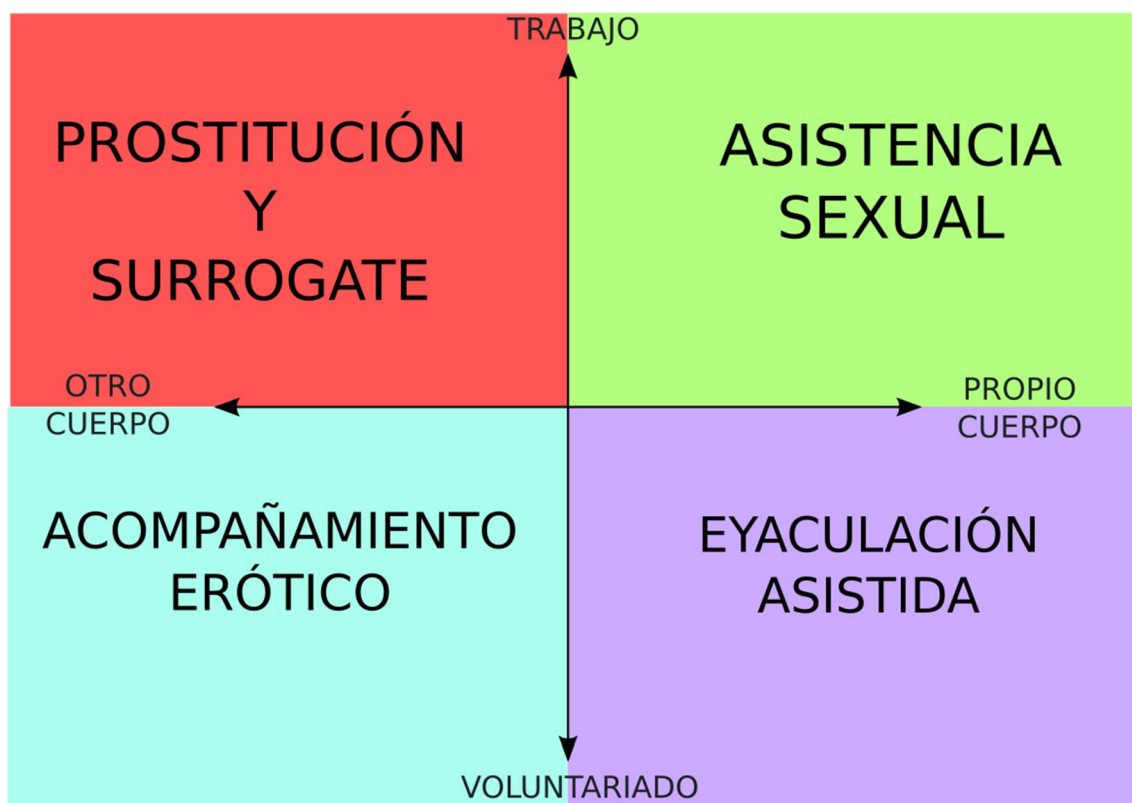 TRABAJO
PROSTITUCIÓN
Y
SURROGATE
ASISTENCIA
SEXUAL
OTRO
CUERPO
PROPIO
CUERPO
ACOMPAÑAMIENTO
ERÓTICO
EYACULACIÓN
ASISTIDA
VOLUNTARIADO